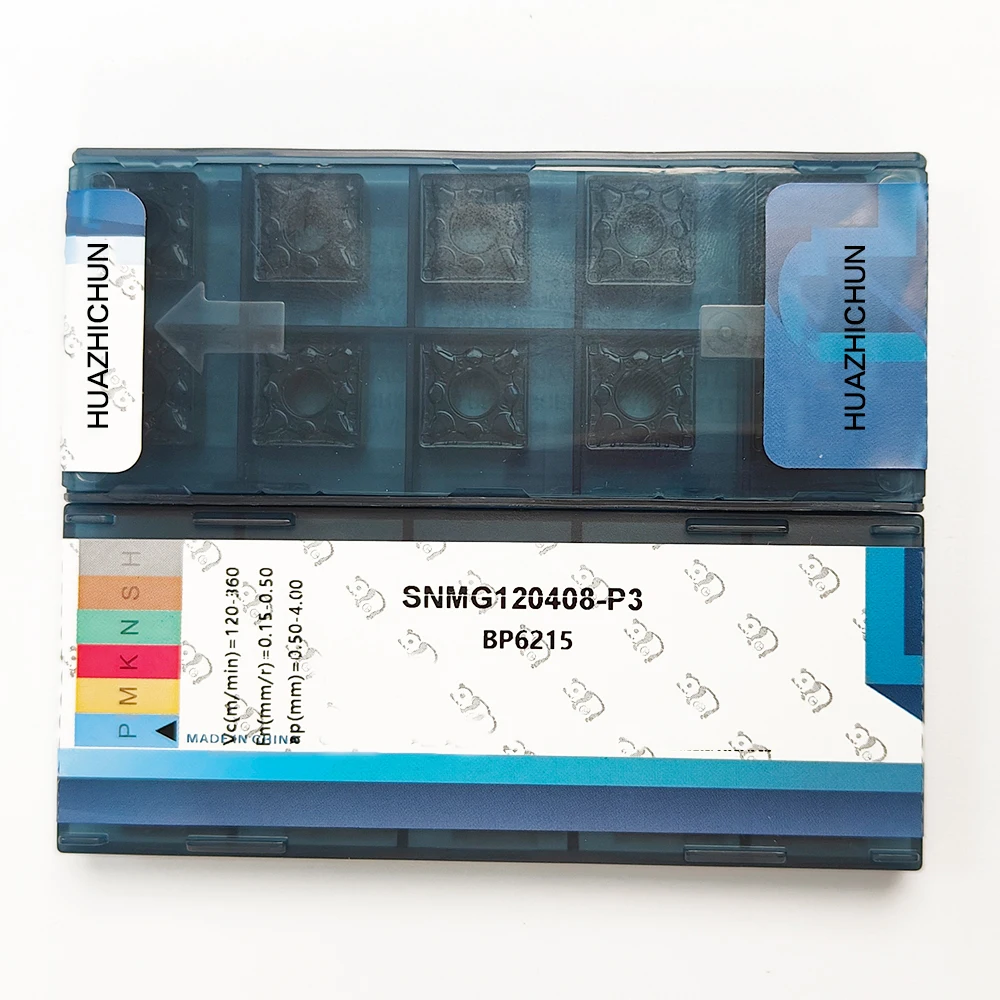 HUAZHICHUN
HUAZHICHUN
H
S
N
K
M
P
Vc(m/min)=120-360
Fn(mm/r)=0.15-0.50
ap(mm)=0.50-4.00
SNMG120408-P3
BP6215
MADE IN CHINA